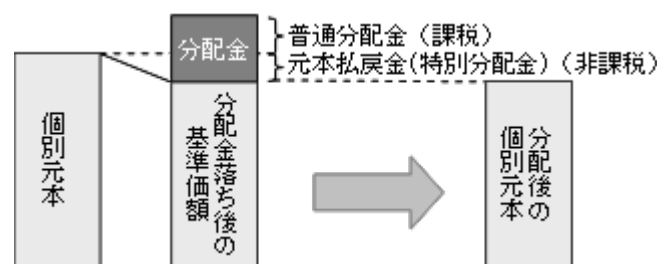 分配金
普通分配金（課税）
元本払戻金(特別分配金)（非課税）
個別元本
分配金落ち後の
基準価額
分配後の
個別元本